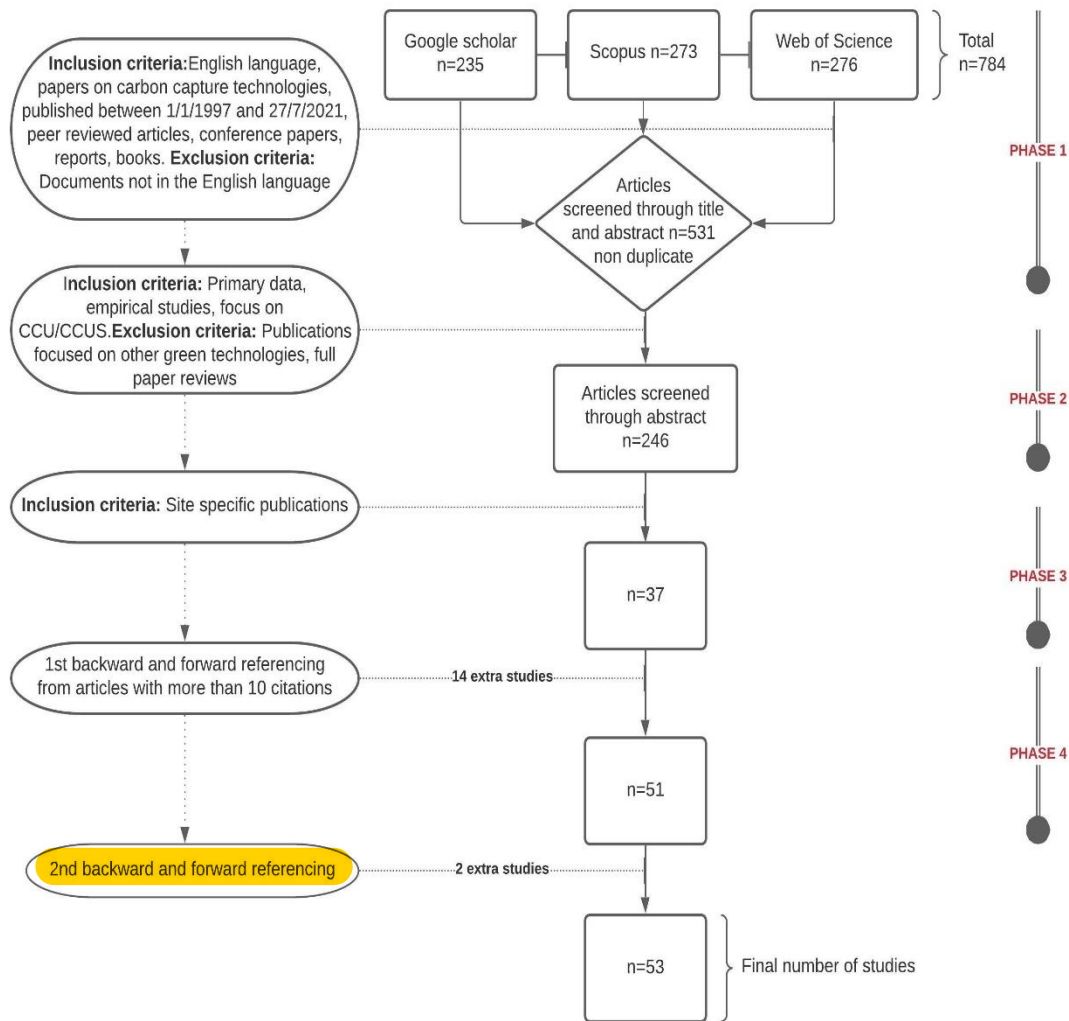 Google scholar
n=235
Scopus n=273
Web of Science
n=276
Total
n=784
Inclusion criteria:English language,
papers on carbon capture technologies,
published between 1/1/1997 and 27/7/2021,
peer reviewed articles, conference papers,
reports, books. Exclusion criteria:
Documents not in the English language
PHASE 1
Articles
screened through title
and abstract n=531
non duplicate
Inclusion criteria: Primary data,
empirical studies, focus on
CCU/CCUS.Exclusion criteria: Publications
focused on other green technologies, full
paper reviews
Articles screened
through abstract
n=246
PHASE 2
Inclusion criteria: Site specific publications
n=37
PHASE 3
1st backward and forward referencing
from articles with more than 10 citations
14 extra studies
n=51
PHASE 4
2nd backward and forward referencing
2 extra studies
n=53
Final number of studies